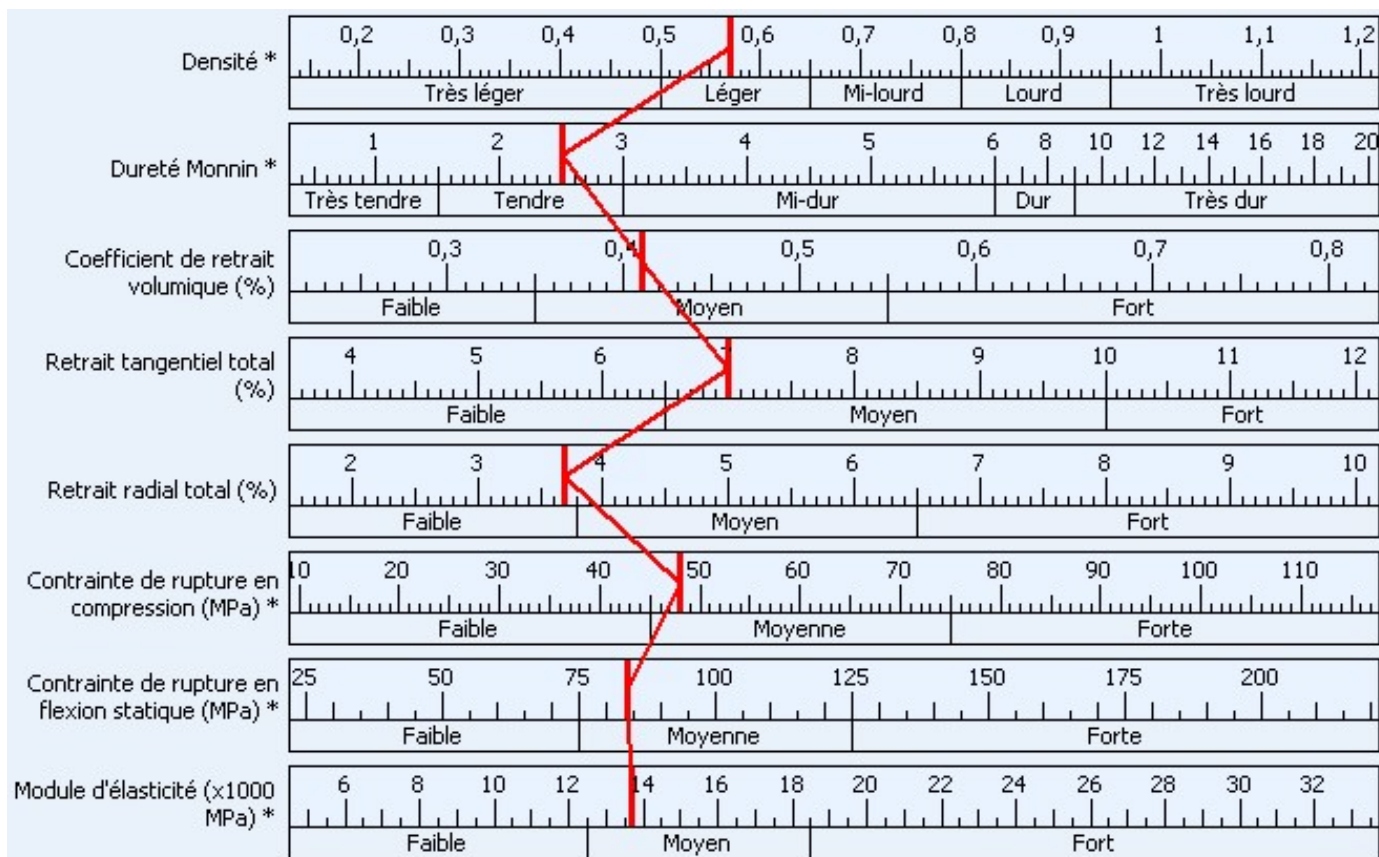 0,2 0,3 0,4 0,5 0,6 0,7 0,8 0,9 1 1,1 1,2
Densité *
Très léger Léger Mi-lourd Lourd Très lourd
1 2 3 4 5 6 8 10 12 14 16 18 20
Dureté Monnin *
Très tendre Tendre Mi-dur Dur Très dur
0,3 0,4 0,5 0,6 0,7 0,8
Coefficient de retrait
volumique (%)
Faible Moyen Fort
4 5 6 7 8 9 10 11 12
Retrait tangentiel total
(%)
Faible Moyen Fort
2 3 4 5 6 7 8 9 10
Retrait radial total (%)
Faible Moyen Fort
10 20 30 40 50 60 70 80 90 100 110
Contrainte de rupture en
compression (MPa) *
Faible Moyenne Forte
25 50 75 100 125 150 175 200
Contrainte de rupture en
flexion statique (MPa) *
Faible Moyenne Forte
6 8 10 12 14 16 18 20 22 24 26 28 30 32
Module d'élasticité (x1000
MPa) *
Faible Moyen Fort